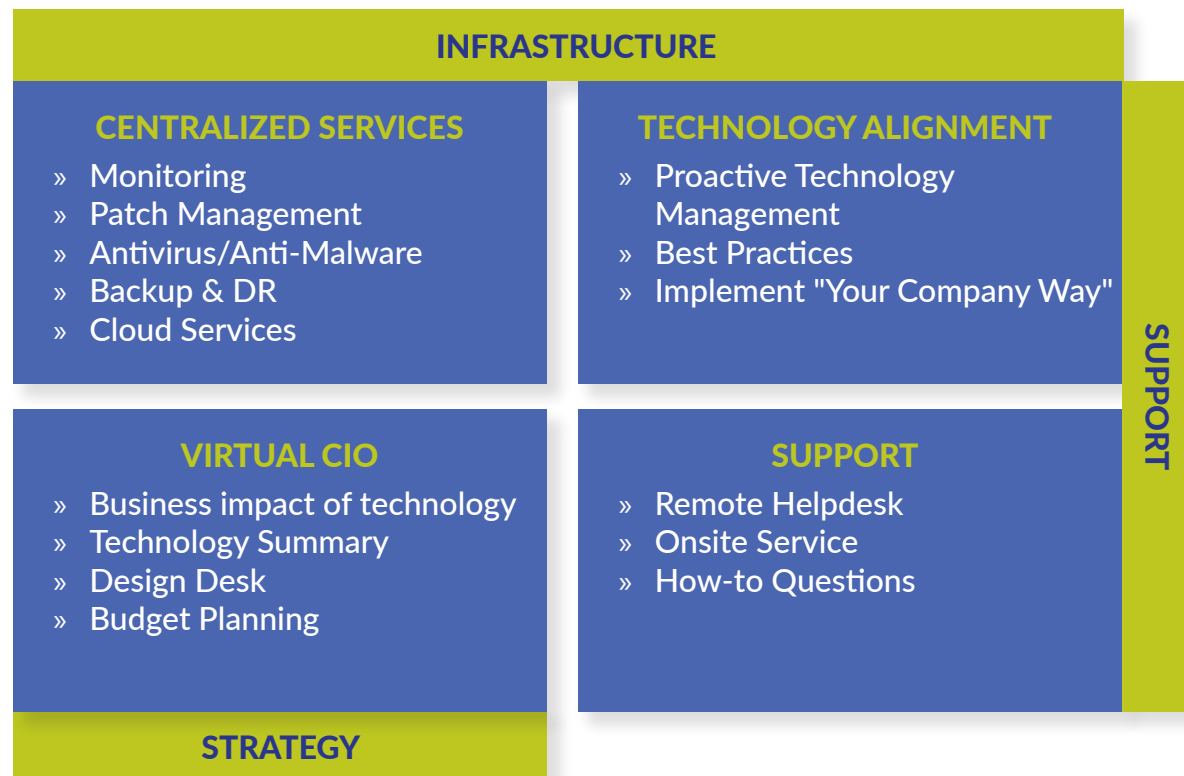 INFRASTRUCTURE
CENTRALIZED SERVICES
» Monitoring
» Patch Management
» Antivirus/Anti-Malware
» Backup & DR
» Cloud Services
TECHNOLOGY ALIGNMENT
» Proactive Technology
Management
» Best Practices
» Implement "Your Company Way"
SUPPORT
VIRTUAL CIO
» Business impact of technology
» Technology Summary
» Design Desk
» Budget Planning
SUPPORT
» Remote Helpdesk
» Onsite Service
» How-to Questions
STRATEGY